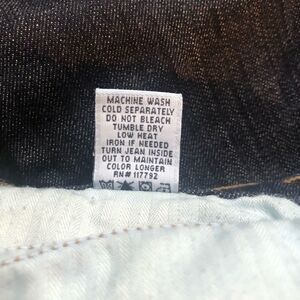 MACHINE WASH
COLD SEPARATELY
DO NOT BLEACH
TUMBLE DRY
LOW HEAT
IRON IF NEEDED
TURN JEAN INSIDE
OUT TO MAINTAIN
COLOR LONGER
RN# 117792